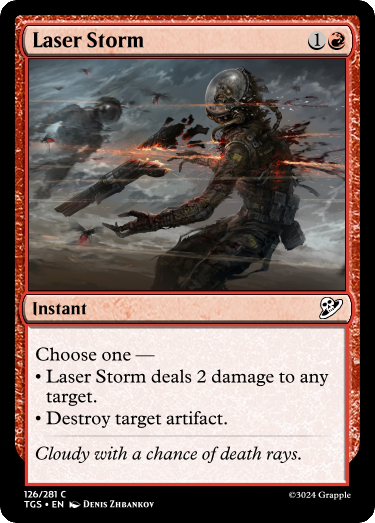 Laser Storm 1
Instant
Choose one —
• Laser Storm deals 2 damage to any
target.
• Destroy target artifact.
Cloudy with a chance of death rays.
126/281 C
TGS • EN Denis Zhbankov
©3024 Grapple